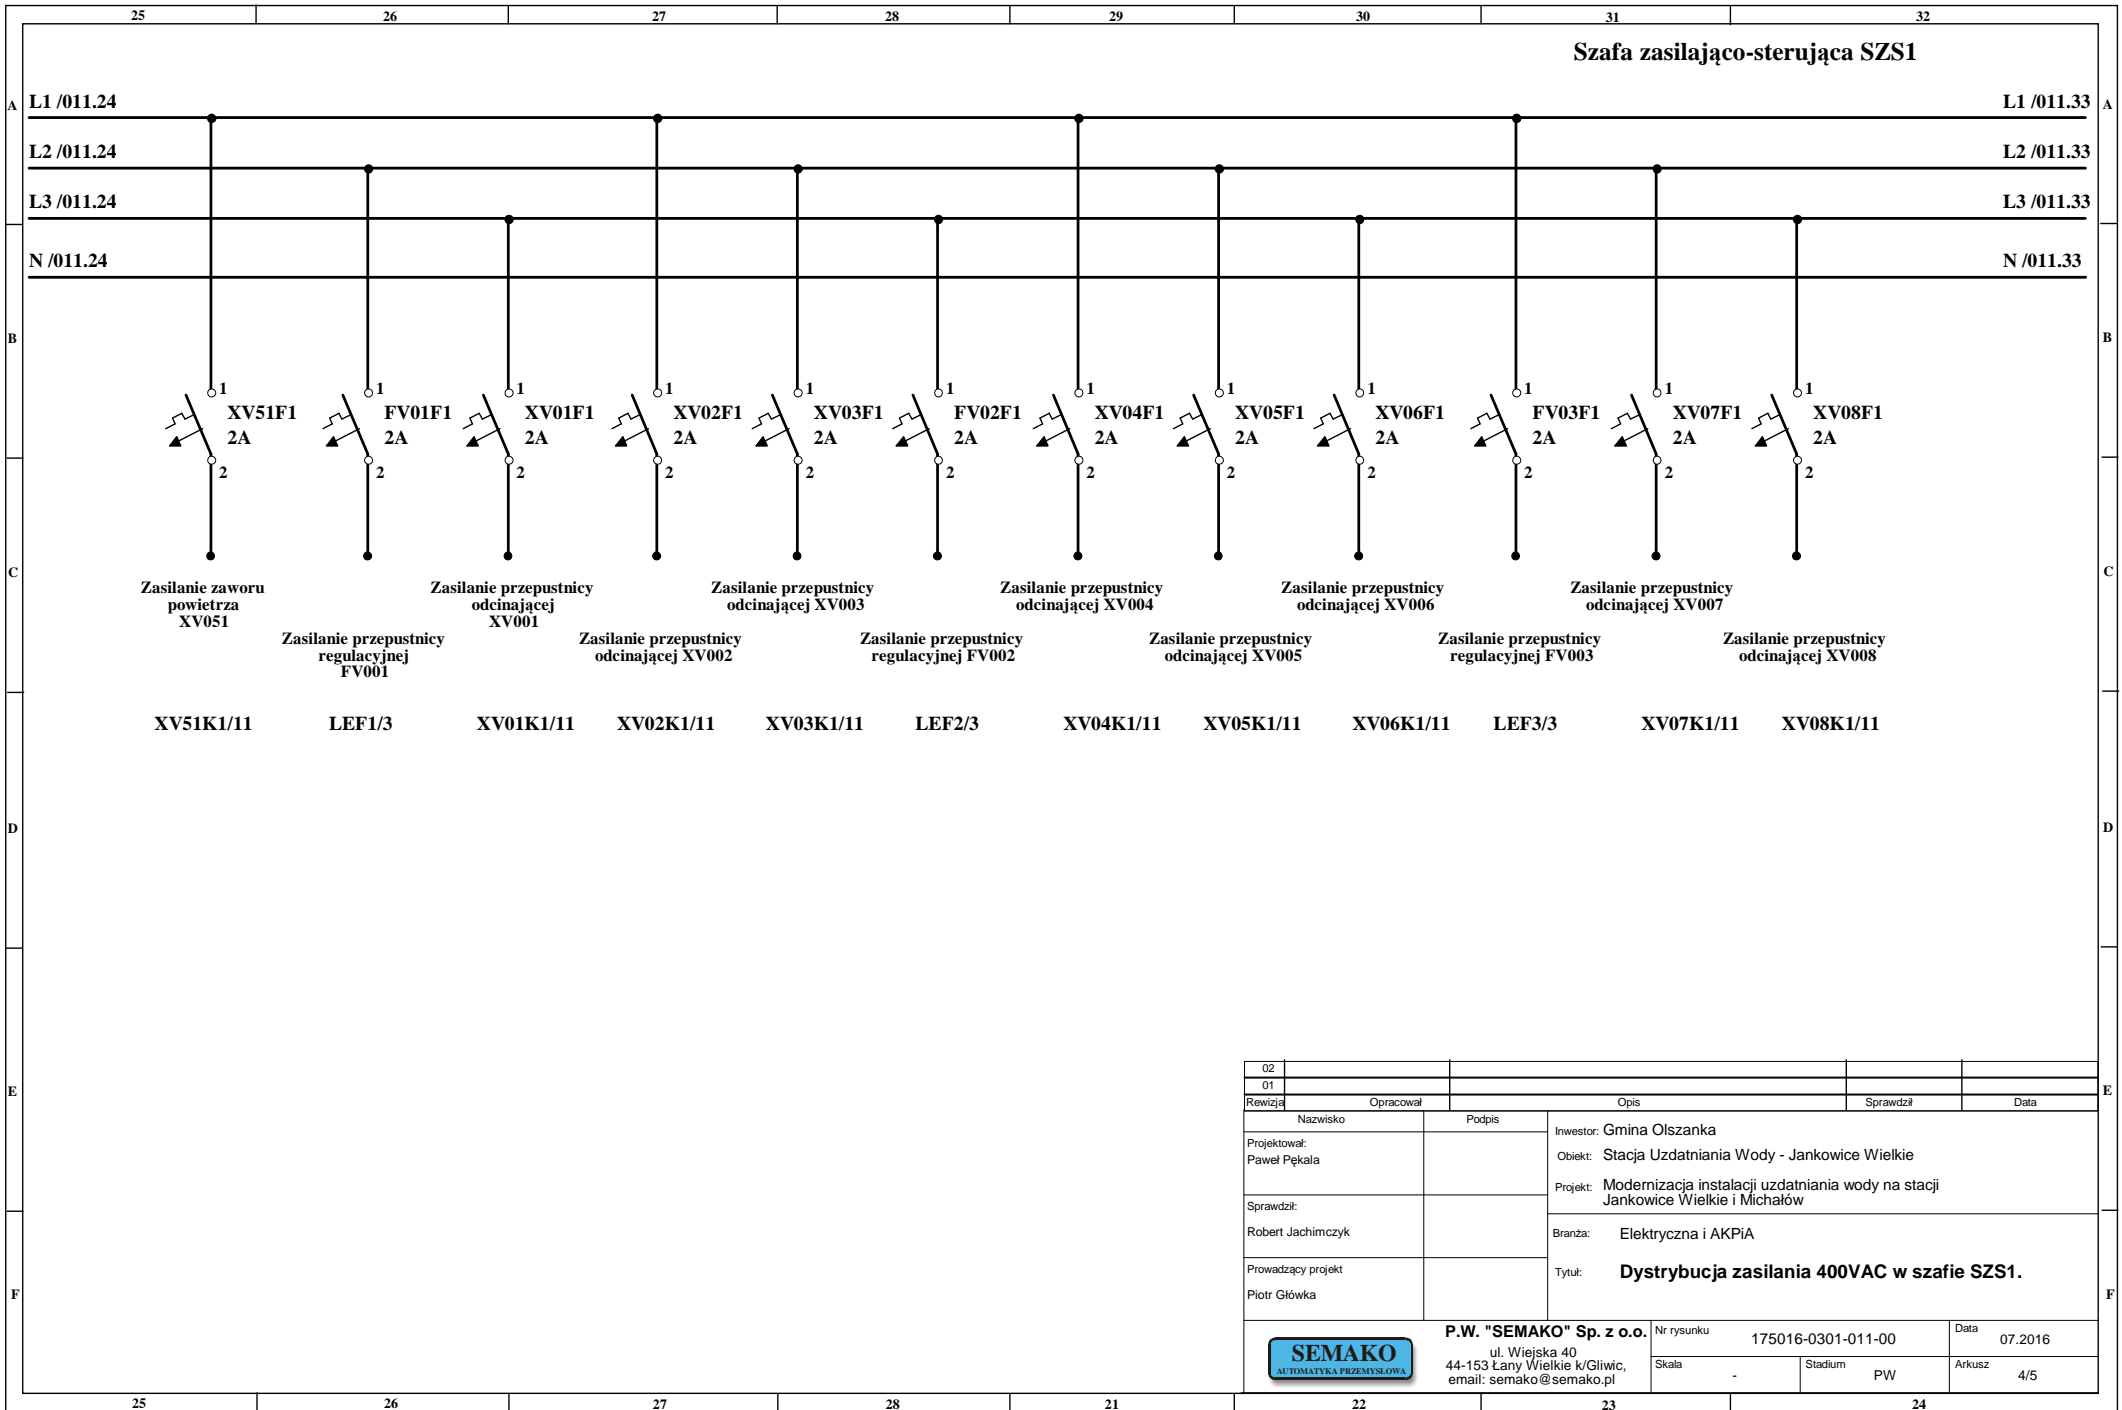 25 26 27 28 29 30 31 32
Szafa zasilająco-sterująca SZS1
A L1 /011.24 L1 /011.33 A
L2 /011.24 L2 /011.33
L3 /011.24 L3 /011.33
N /011.24 N /011.33
B B
1 1 1 1 1 1 1 1 1 1 1 1
XV51F1 FV01F1 XV01F1 XV02F1 XV03F1 FV02F1 XV04F1 XV05F1 XV06F1 FV03F1 XV07F1 XV08F1
2A 2A 2A 2A 2A 2A 2A 2A 2A 2A 2A 2A
2 2 2 2 2 2 2 2 2 2 2 2
C C
Zasilanie zaworu
powietrza
XV051
Zasilanie przepustnicy
regulacyjnej
FV001
Zasilanie przepustnicy
odcinającej
XV001
Zasilanie przepustnicy
odcinającej XV002
Zasilanie przepustnicy
odcinającej XV003
Zasilanie przepustnicy
regulacyjnej FV002
Zasilanie przepustnicy
odcinającej XV004
Zasilanie przepustnicy
odcinającej XV005
Zasilanie przepustnicy
odcinającej XV006
Zasilanie przepustnicy
regulacyjnej FV003
Zasilanie przepustnicy
odcinającej XV007
Zasilanie przepustnicy
odcinającej XV008
XV51K1/11 LEF1/3 XV01K1/11 XV02K1/11 XV03K1/11 LEF2/3 XV04K1/11 XV05K1/11 XV06K1/11 LEF3/3 XV07K1/11 XV08K1/11
D D
E E
02
01
Rewizja Opracował Opis Sprawdził Data
Nazwisko Podpis
Projektował:
Paweł Pękala
Sprawdził:
Robert Jachimczyk
Prowadzący projekt
Piotr Główka
Inwestor: Gmina Olszanka
Obiekt: Stacja Uzdatniania Wody - Jankowice Wielkie
Projekt: Modernizacja instalacji uzdatniania wody na stacji
Jankowice Wielkie i Michałów
Branża: Elektryczna i AKPiA
Tytuł: Dystrybucja zasilania 400VAC w szafie SZS1.
F F
SEMAKO
AUTOMATYKA PRZEMYSŁOWA
P.W. "SEMAKO" Sp. z o.o.
ul. Wiejska 40
44-153 Łany Wielkie k/Gliwic,
email: semako@semako.pl
Nr rysunku 175016-0301-011-00
Data 07.2016
Skala -
Stadium PW
Arkusz 4/5
25 26 27 28 21 22 23 24